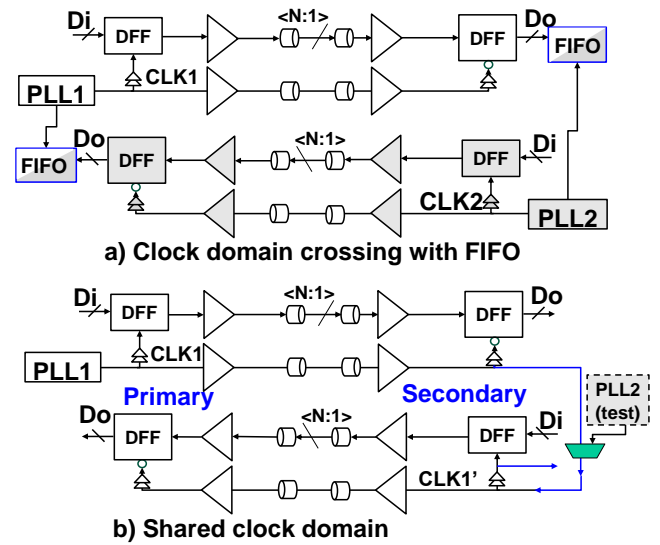 Di
DFF
<N:1>
DFF
Do
FIFO
PLL1
CLK1
FIFO
Do
DFF
<N:1>
DFF
Di
CLK2
PLL2
a) Clock domain crossing with FIFO
Di
DFF
<N:1>
DFF
Do
PLL1
CLK1
Primary
Secondary
PLL2
(test)
Do
DFF
<N:1>
DFF
Di
CLK1'
b) Shared clock domain